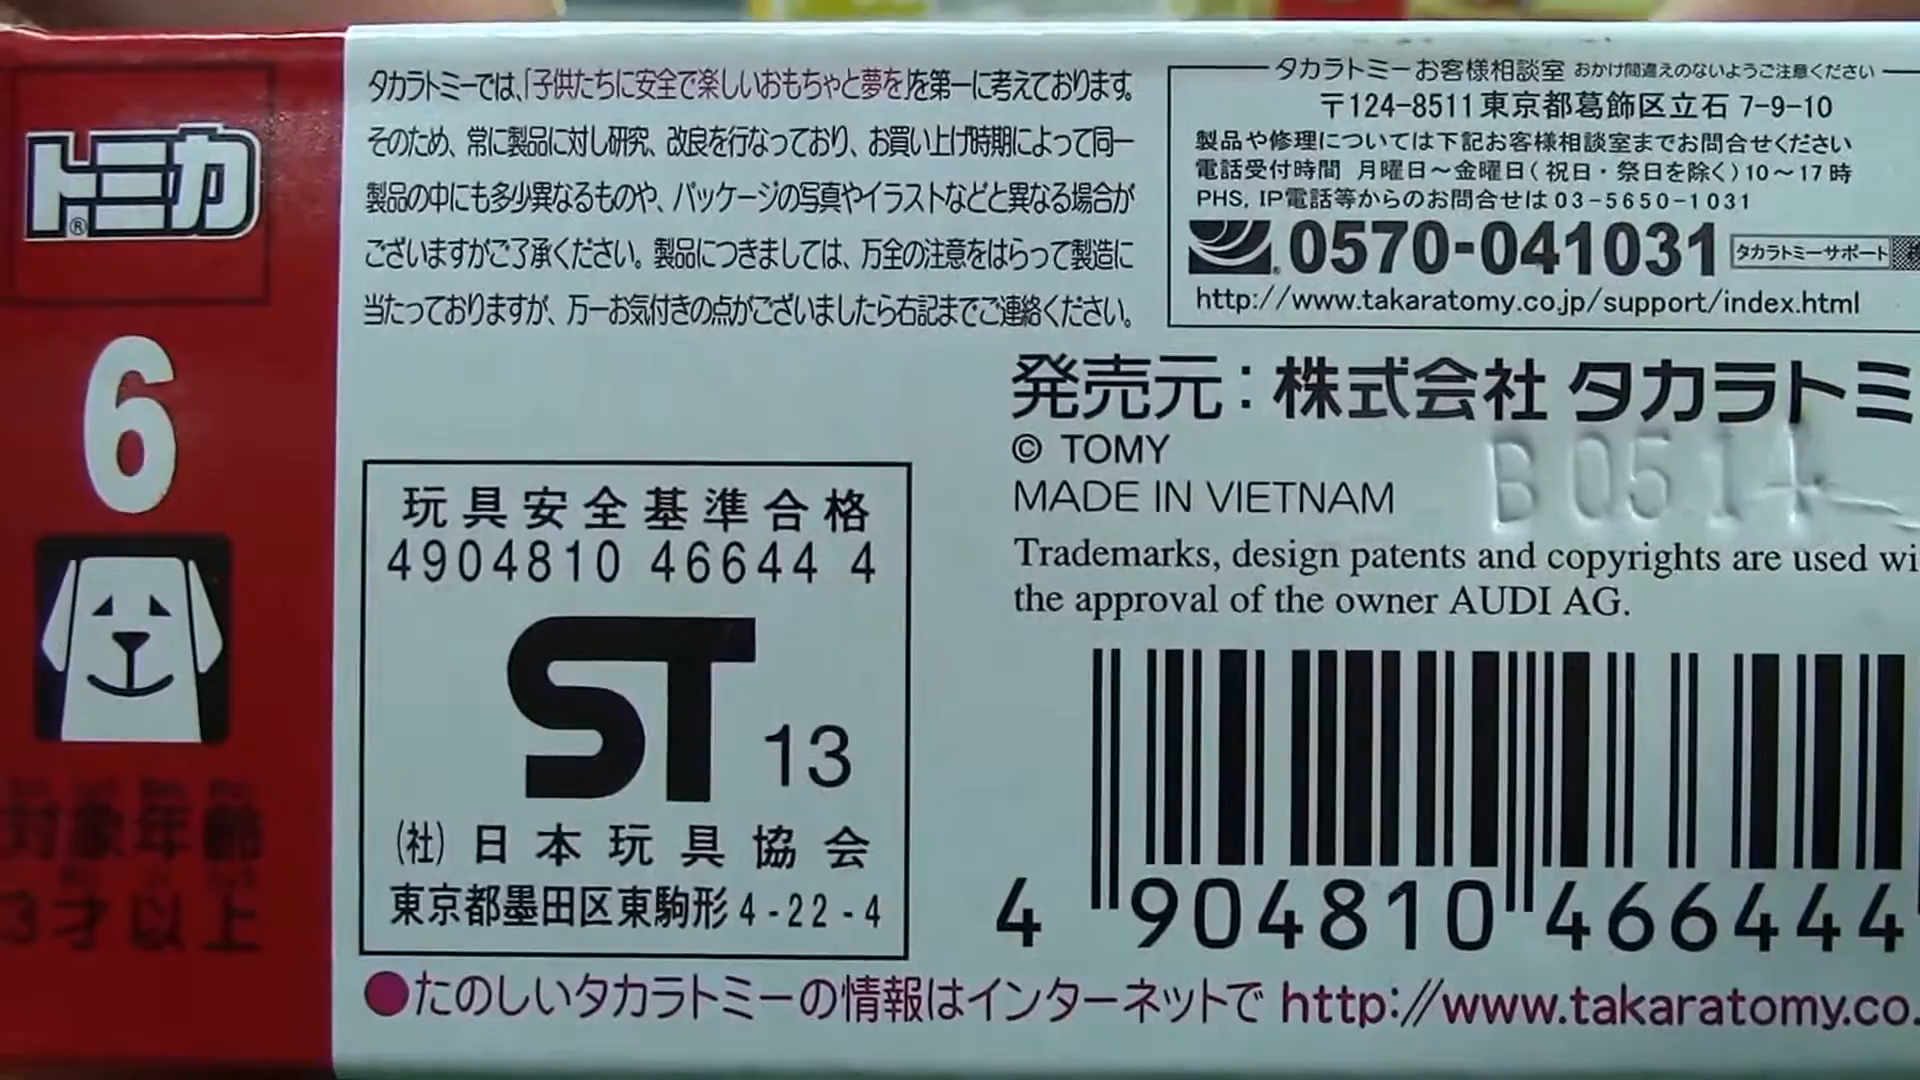 トミカ
®
6
対象年齢
3才以上
タカラトミーでは、「子供たちに安全で楽しいおもちゃと夢を」を第一に考えております。
そのため、常に製品に対し研究、改良を行なっており、お買い上げ時期によって同一
製品の中にも多少異なるものや、パッケージの写真やイラストなどと異なる場合が
ございますがご了承ください。製品につきましては、万全の注意をはらって製造に
当たっておりますが、万一お気付きの点がございましたら右記までご連絡ください。
タカラトミーお客様相談室 おかけ間違えのないようご注意ください
〒124-8511東京都葛飾区立石 7-9-10
製品や修理については下記お客様相談室までお問合せください
電話受付時間 月曜日～金曜日(祝日・祭日を除く)10～17時
PHS, IP電話等からのお問合せは03-5650-1031
0570-041031 タカラトミーサポート
http://www.takaratomy.co.jp/support/index.html
発売元:株式会社 タカラトミ
© TOMY
MADE IN VIETNAM
B0514
Trademarks, design patents and copyrights are used wi
the approval of the owner AUDI AG.
玩具安全基準合格
4904810 46644 4
ST 13
(社) 日本玩具協会
東京都墨田区東駒形4-22-4
4 904810 466444
●たのしいタカラトミーの情報はインターネットで http://www.takaratomy.co.